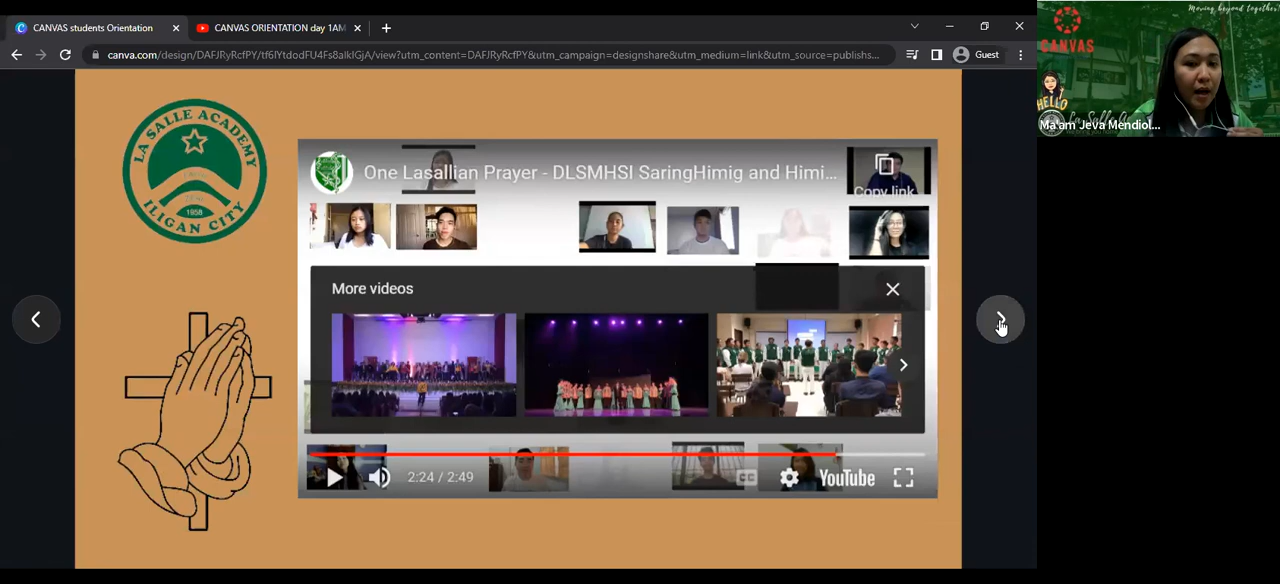 CANVAS students Orientation
CANVAS ORIENTATION day 1AM
canva.com/design/DAFJRyRcfPY/tf6lYtdodFU4Fs8aIkIGjA/view?utm_content=DAFJRyRcfPY&utm_campaign=designshare&utm_medium=link&utm_source=publishs...
Guest
Moving beyond together!
CANVAS
HELLO
Ma'am Jeva Mendiol...
LA SALLE ACADEMY
1958
ILIGAN CITY
One Lasallian Prayer - DLSMHSI SaringHimig and Himi...
Copy link
More videos
2:24 / 2:49
CC
YouTube